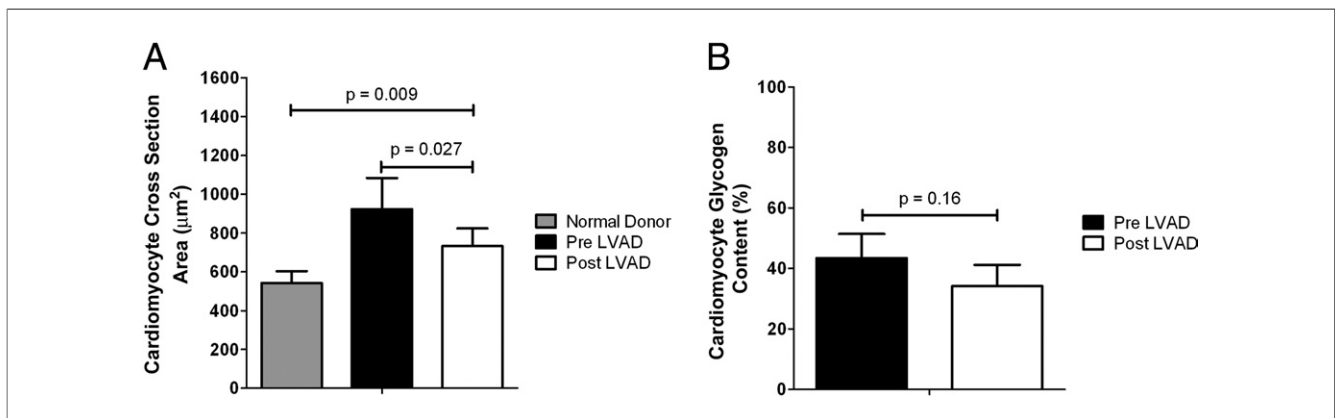 A
Cardiomyocyte Cross Section
Area (μm²)
1600
1400
1200
1000
800
600
400
200
0
p = 0.009
p = 0.027
Normal Donor
Pre LVAD
Post LVAD
B
Cardiomyocyte Glycogen
Content (%)
100
80
60
40
20
0
p = 0.16
Pre LVAD
Post LVAD